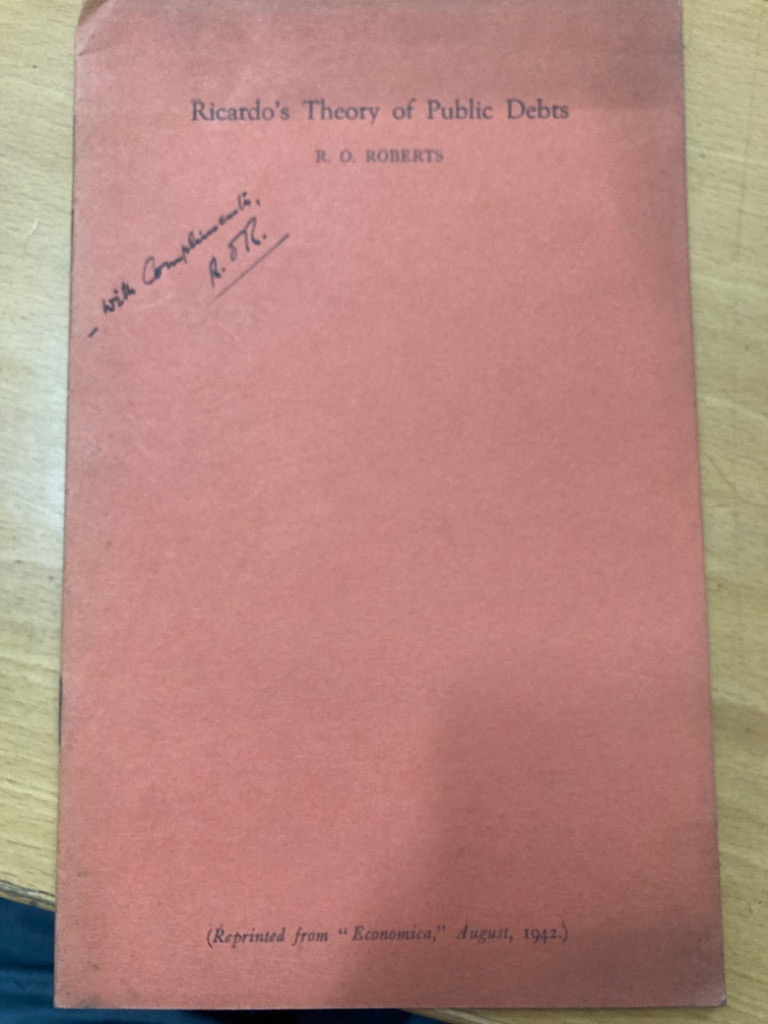 Ricardo's Theory of Public Debts
R. O. ROBERTS
- With Compliments,
R. O R.
(Reprinted from "Economica," August, 1942.)